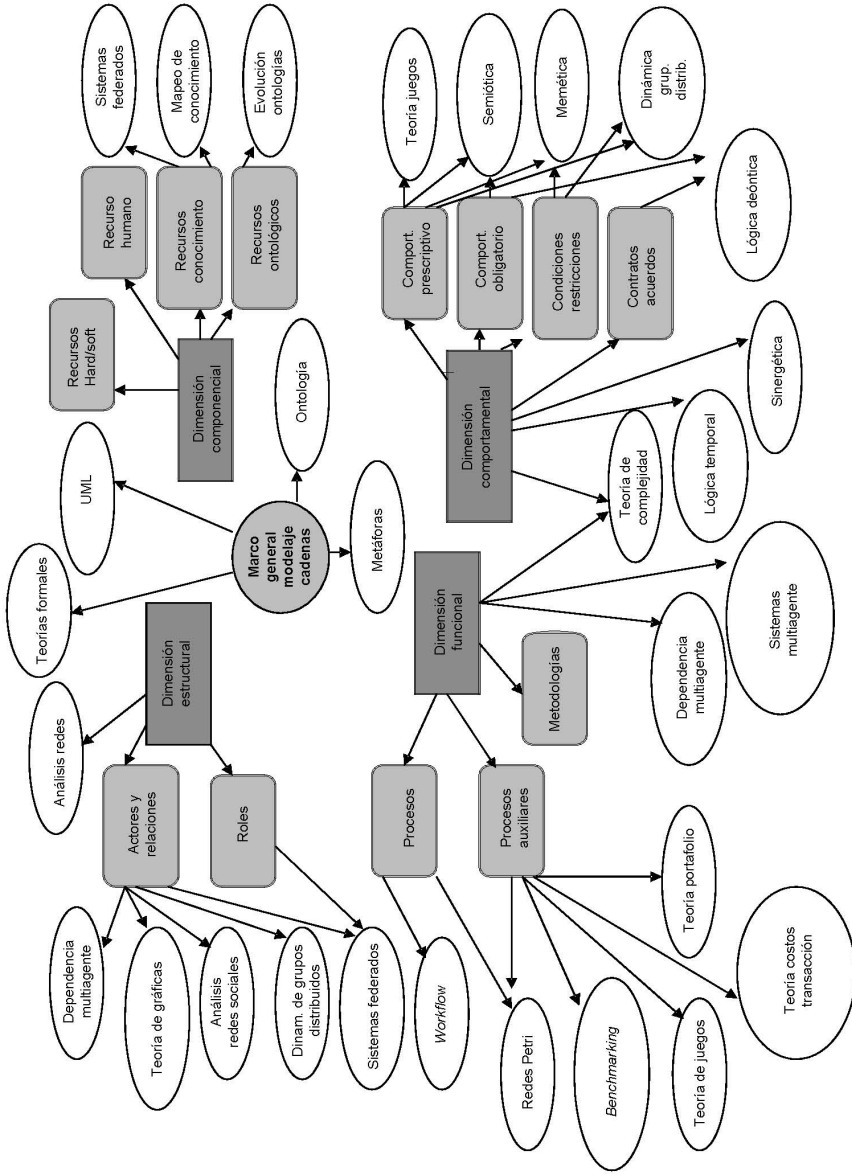 Dependencia
multiagente
Teoría de gráficas
Análisis
redes sociales
Dinam. de grupos
distribuidos
Sistemas federados
Workflow
Redes Petri
Benchmarking
Teoría de juegos
Teoría costos
transacción
Teoría portafolio
Análisis redes
Actores y
relaciones
Roles
Procesos
Procesos
auxiliares
Metodologías
Teorías formales
Dimensión
estructural
Dimensión
funcional
Dependencia
multiagente
Sistemas
multiagente
UML
Marco
general
modelaje
cadenas
Metáforas
Ontología
Teoría de
complejidad
Lógica temporal
Sinergética
Recursos
Hard/soft
Dimensión
componencial
Dimensión
comportamental
Recurso
humano
Recursos
conocimiento
Recursos
ontológicos
Comport.
prescriptivo
Comport.
obligatorio
Condiciones
restricciones
Contratos
acuerdos
Sistemas
federados
Mapeo de
conocimiento
Evolución
ontologías
Teoría juegos
Semiótica
Memética
Dinámica
grup.
distrib.
Lógica deóntica